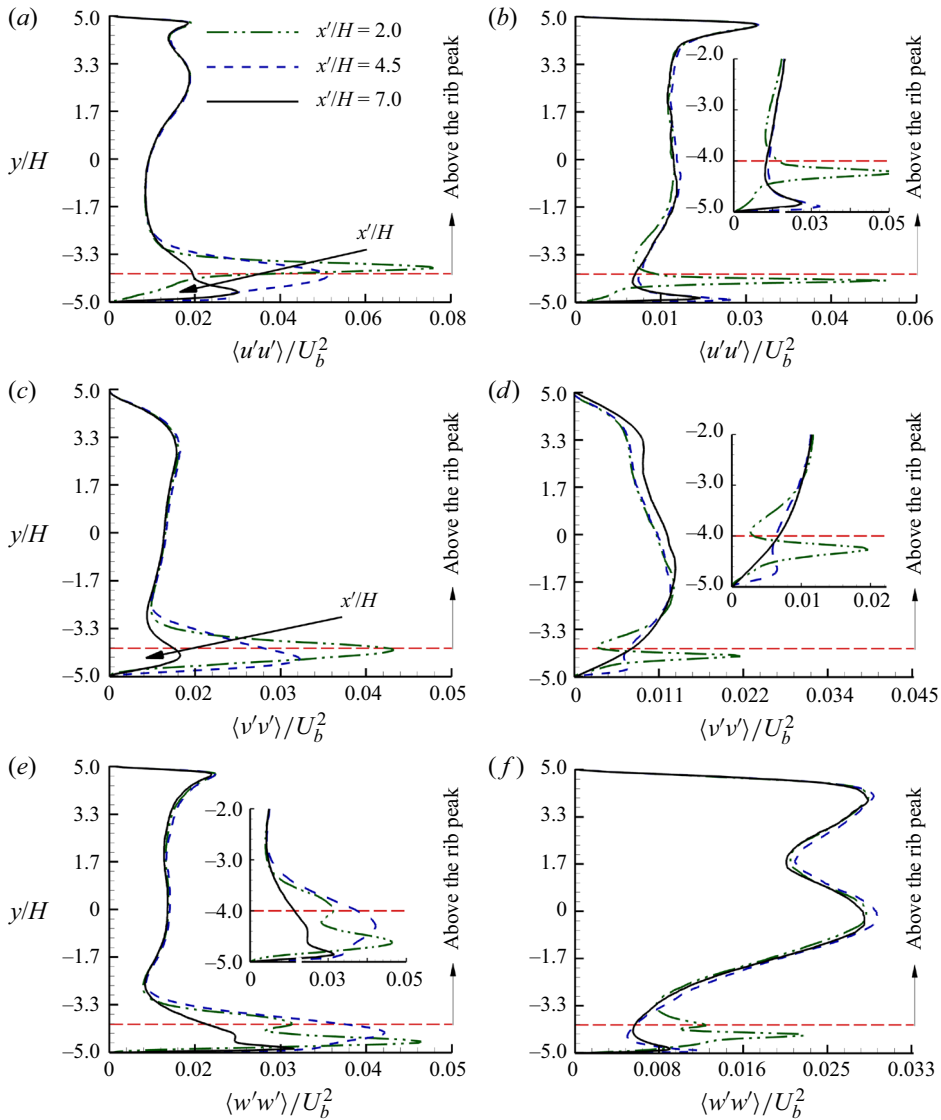 (a)
5.0
3.3
1.7
0
−1.7
−3.3
−5.0
y/H
x′/H = 2.0
x′/H = 4.5
x′/H = 7.0
x′/H
Above the rib peak
0 0.02 0.04 0.06 0.08
⟨u′u′⟩/U_b^2
(b)
5.0
3.3
1.7
0
−1.7
−3.3
−5.0
−2.0
−3.0
−4.0
−5.0
0 0.03 0.05
Above the rib peak
0 0.01 0.03 0.04 0.06
⟨u′u′⟩/U_b^2
(c)
5.0
3.3
1.7
0
−1.7
−3.3
−5.0
y/H
x′/H
Above the rib peak
0 0.01 0.03 0.04 0.05
⟨v′v′⟩/U_b^2
(d)
5.0
3.3
1.7
0
−1.7
−3.3
−5.0
−2.0
−3.0
−4.0
−5.0
0 0.01 0.02
Above the rib peak
0 0.011 0.022 0.034 0.045
⟨v′v′⟩/U_b^2
(e)
5.0
3.3
1.7
0
−1.7
−3.3
−5.0
y/H
−2.0
−3.0
−4.0
−5.0
0 0.03 0.05
Above the rib peak
0 0.01 0.03 0.04 0.05
⟨w′w′⟩/U_b^2
(f)
5.0
3.3
1.7
0
−1.7
−3.3
−5.0
Above the rib peak
0 0.008 0.016 0.025 0.033
⟨w′w′⟩/U_b^2